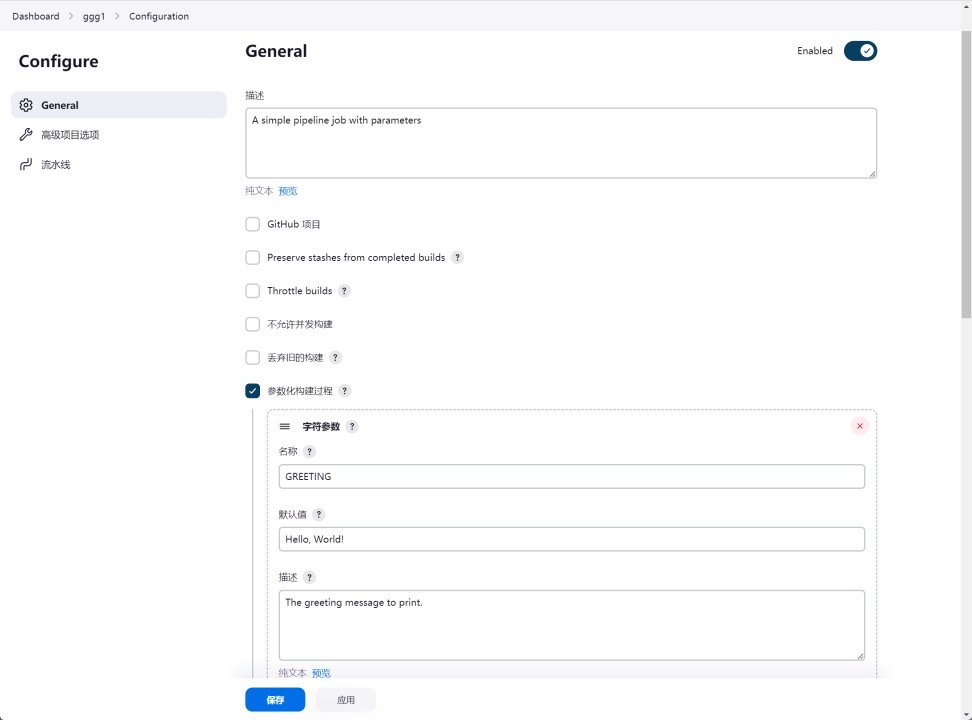 Dashboard > ggg1 > Configuration
Configure
General
高级项目选项
流水线
General
Enabled
描述
A simple pipeline job with parameters
纯文本 预览
GitHub 项目
Preserve stashes from completed builds ?
Throttle builds ?
不允许并发构建
丢弃旧的构建 ?
参数化构建过程 ?
字符参数 ?
名称 ?
GREETING
默认值 ?
Hello, World!
描述 ?
The greeting message to print.
纯文本 预览
保存 应用